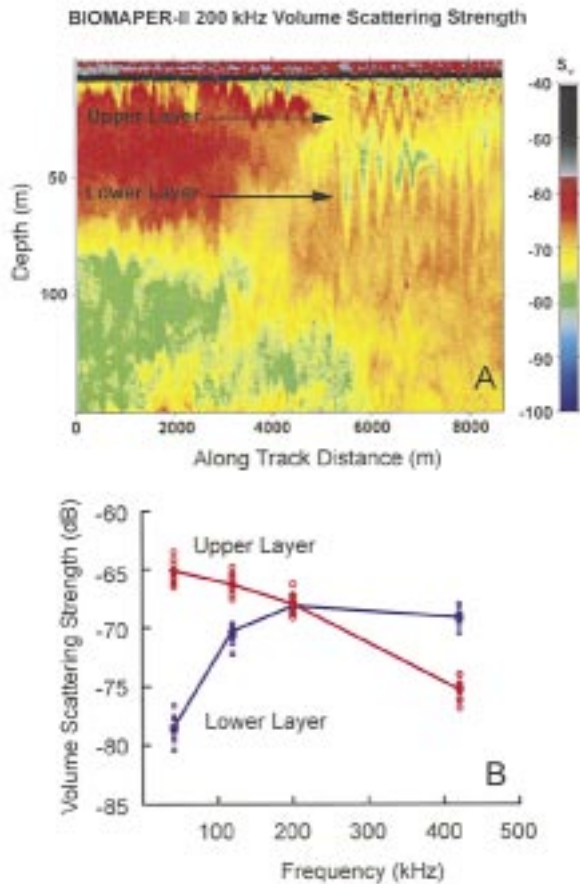 BIOMAPER-II 200 kHz Volume Scattering Strength
Sv
-40
-50
-60
-70
-80
-90
-100
Upper Layer
Lower Layer
Depth (m)
50
100
A
0
2000
4000
6000
8000
Along Track Distance (m)
Volume Scattering Strength (dB)
-60
-65
-70
-75
-80
-85
Upper Layer
Lower Layer
B
100
200
300
400
500
Frequency (kHz)